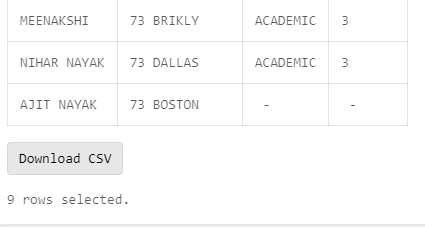 MEENAKSHI 73 BRIKLY ACADEMIC 3
NIHAR NAYAK 73 DALLAS ACADEMIC 3
AJIT NAYAK 73 BOSTON - -
Download CSV
9 rows selected.